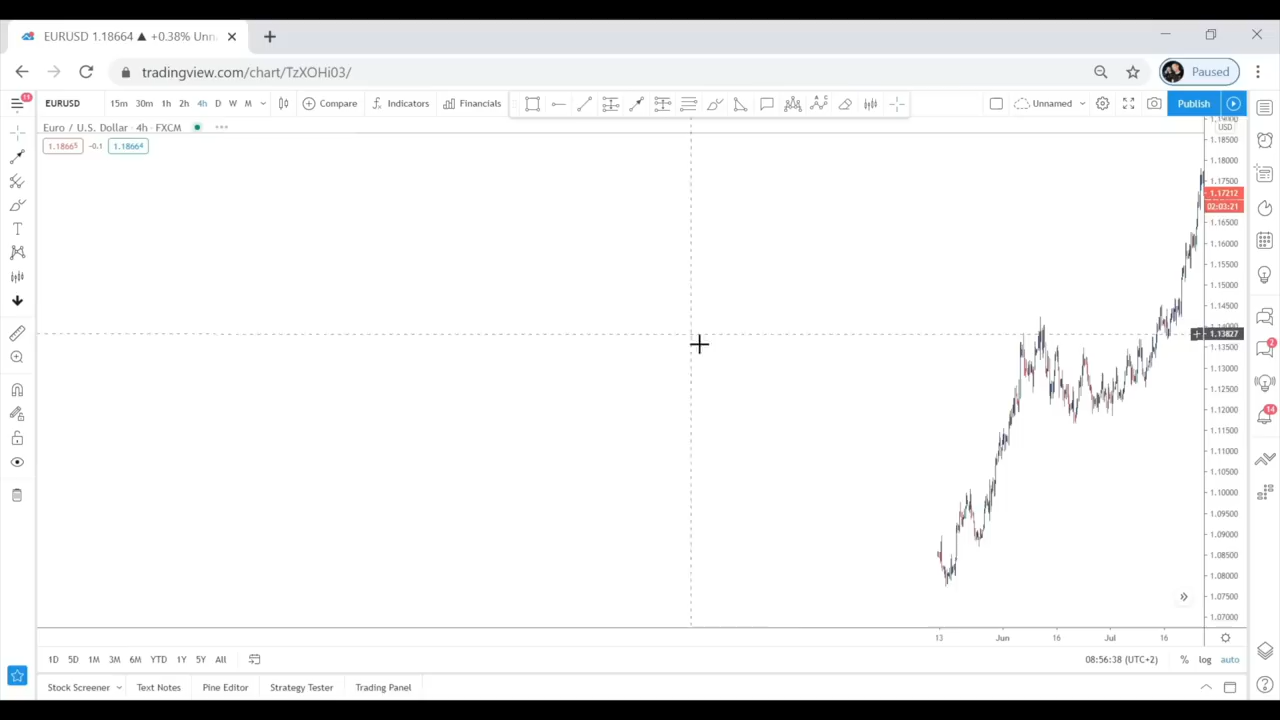 EURUSD 1.18664 ▲ +0.38% Unn
tradingview.com/chart/TzXOHi03/
Paused
11
EURUSD
15m 30m 1h 2h 4h D W M
Compare
Indicators
Financials
Unnamed
Publish
Euro / U.S. Dollar · 4h · FXCM
1.18665 -0.1 1.18664
1.19000
USD
1.18500
1.18000
1.17500
1.17212
02:03:21
1.16500
1.16000
1.15500
1.15000
1.14500
1.14000
1.13827
1.13500
1.13000
1.12500
1.12000
1.11500
1.11000
1.10500
1.10000
1.09500
1.09000
1.08500
1.08000
1.07500
1.07000
2
14
13 Jun 16 Jul 16
1D 5D 1M 3M 6M YTD 1Y 5Y All
08:56:38 (UTC+2) % log auto
Stock Screener Text Notes Pine Editor Strategy Tester Trading Panel